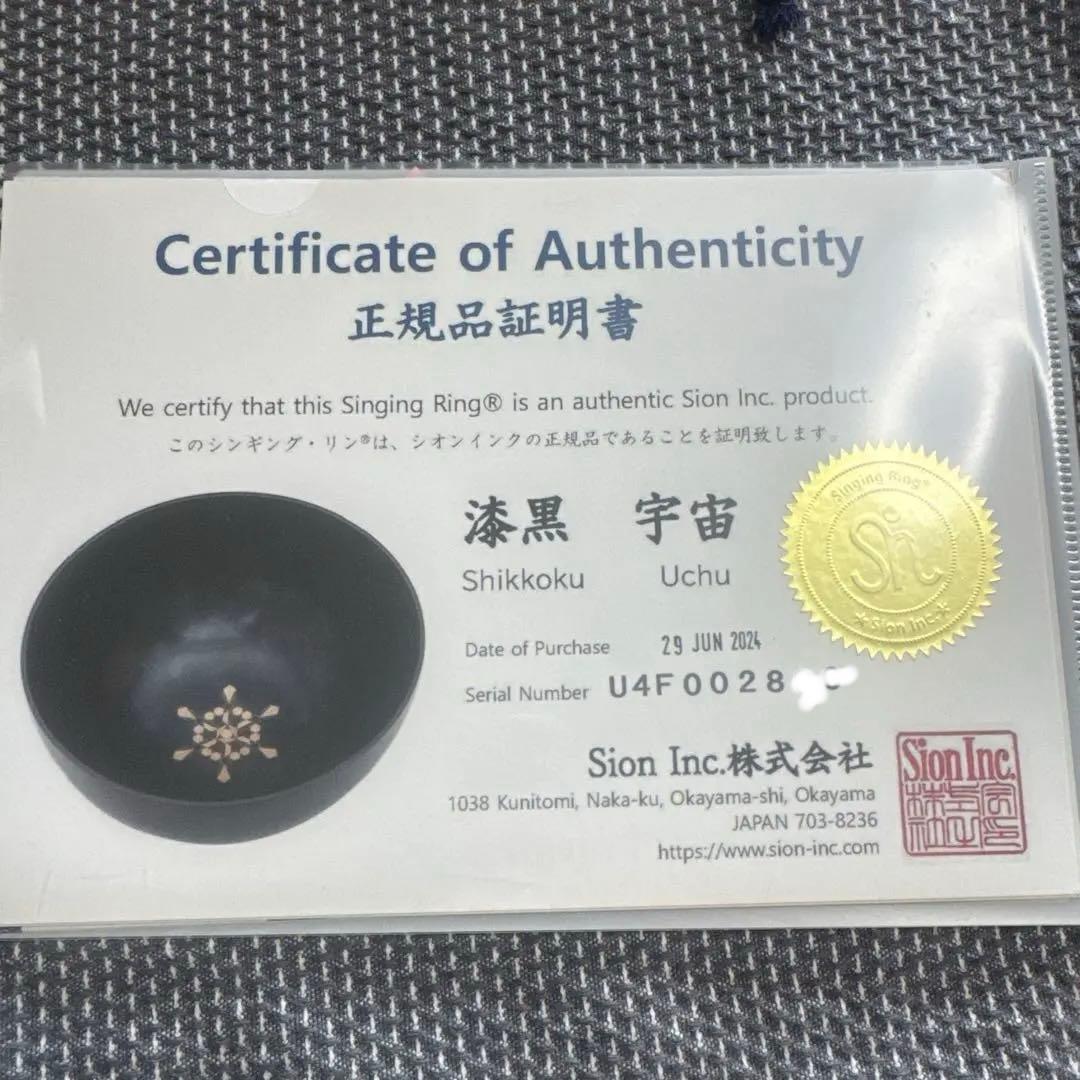 Certificate of Authenticity
正規品証明書
We certify that this Singing Ring® is an authentic Sion Inc. product.
このシンギング・リン®は、シオンインクの正規品であることを証明致します。
漆黒 宇宙
Shikkoku Uchu
Singing Ring®
Sion Inc.
Date of Purchase 29 JUN 2024
Serial Number U4F0028
Sion Inc.株式会社
1038 Kunitomi, Naka-ku, Okayama-shi, Okayama
JAPAN 703-8236
https://www.sion-inc.com
Sion Inc.